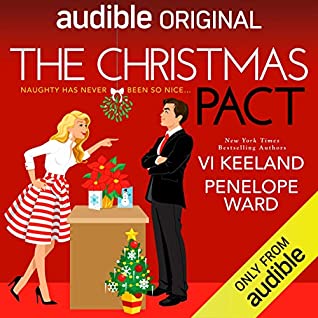 audible ORIGINAL
THE CHRISTMAS
NAUGHTY HAS NEVER BEEN SO NICE...
PACT
New York Times
Bestselling Authors
VI KEELAND
PENELOPE
WARD
ONLY FROM
audible